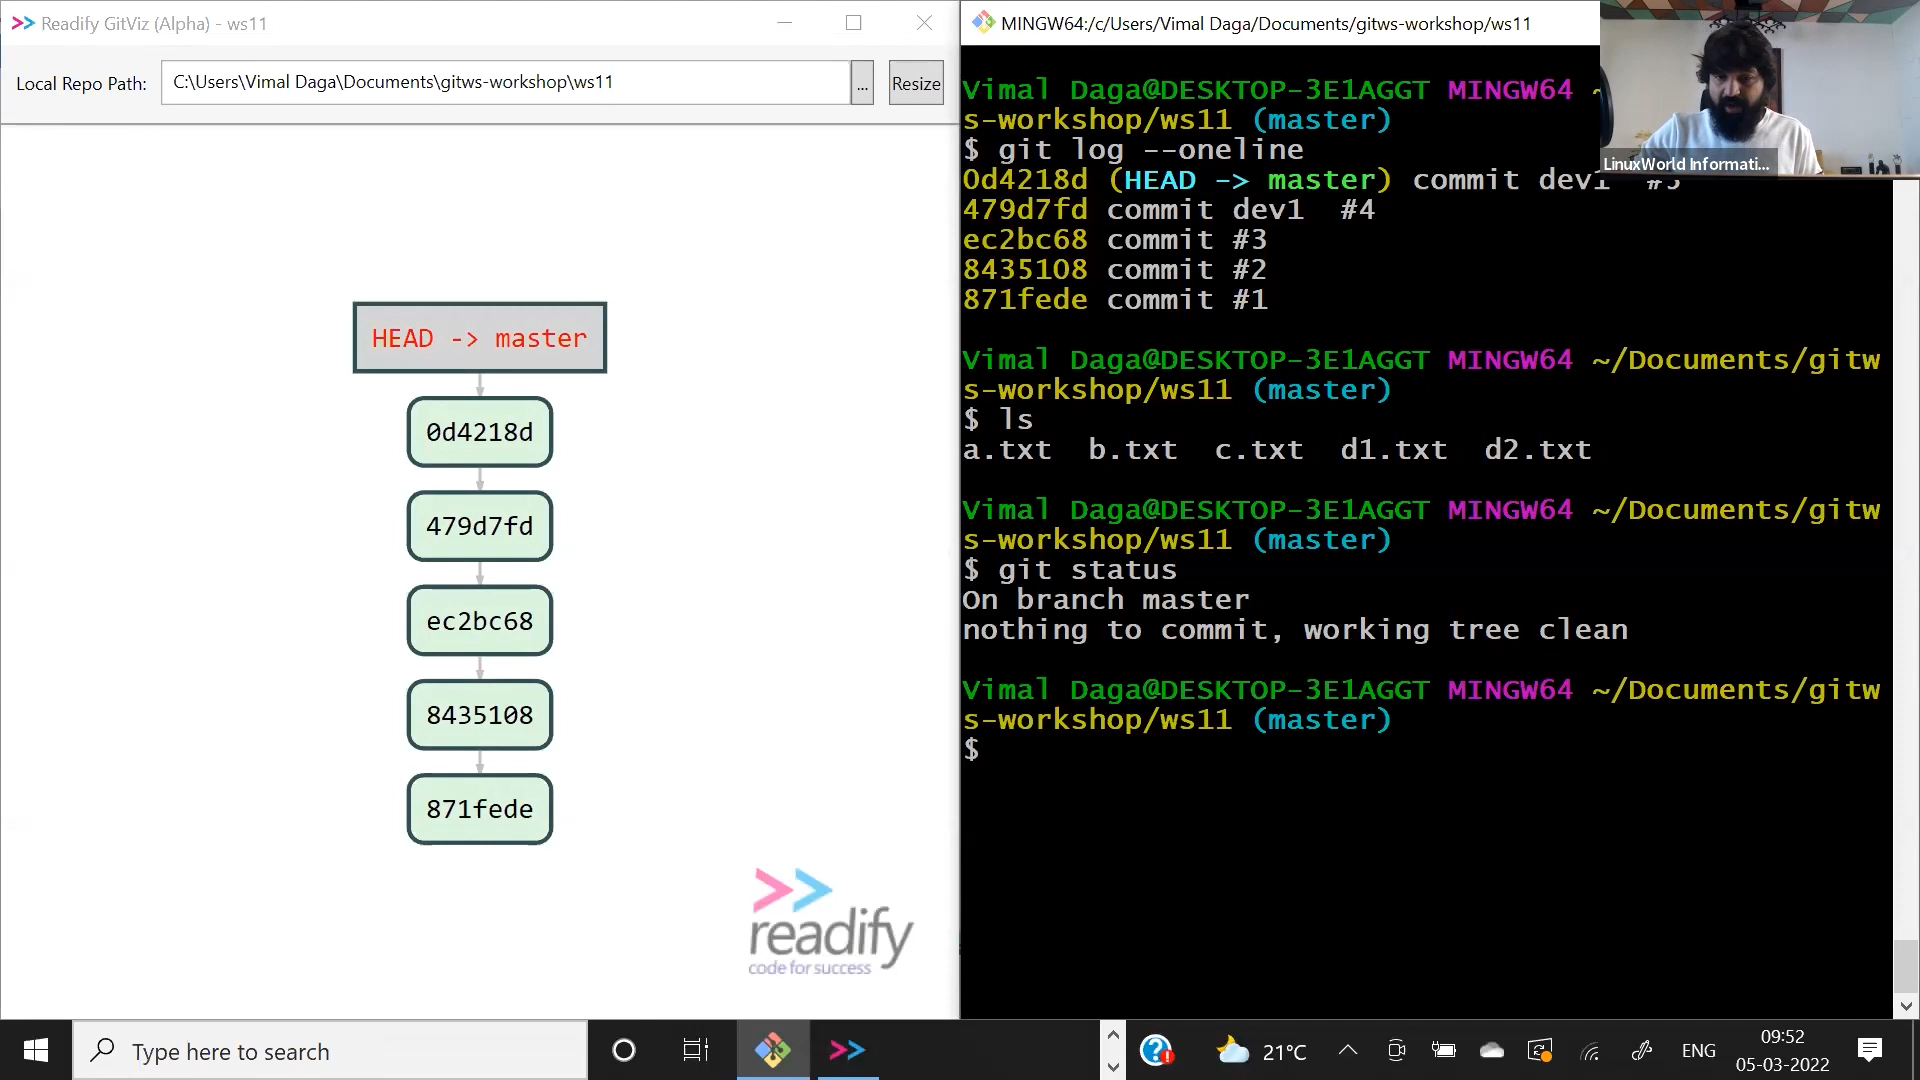 Readify GitViz (Alpha) - ws11
Local Repo Path:
C:\Users\Vimal Daga\Documents\gitws-workshop\ws11
...
Resize
HEAD -> master
0d4218d
479d7fd
ec2bc68
8435108
871fede
readify
code for success
MINGW64:/c/Users/Vimal Daga/Documents/gitws-workshop/ws11
Vimal Daga@DESKTOP-3E1AGGT MINGW64 ~
s-workshop/ws11 (master)
$ git log --oneline
0d4218d (HEAD -> master) commit dev1
479d7fd commit dev1  #4
ec2bc68 commit #3
8435108 commit #2
871fede commit #1
Vimal Daga@DESKTOP-3E1AGGT MINGW64 ~/Documents/gitw
s-workshop/ws11 (master)
$ ls
a.txt  b.txt  c.txt  d1.txt  d2.txt
Vimal Daga@DESKTOP-3E1AGGT MINGW64 ~/Documents/gitw
s-workshop/ws11 (master)
$ git status
On branch master
nothing to commit, working tree clean
Vimal Daga@DESKTOP-3E1AGGT MINGW64 ~/Documents/gitw
s-workshop/ws11 (master)
$
LinuxWorld Informati...
Type here to search
21°C
ENG
09:52
05-03-2022